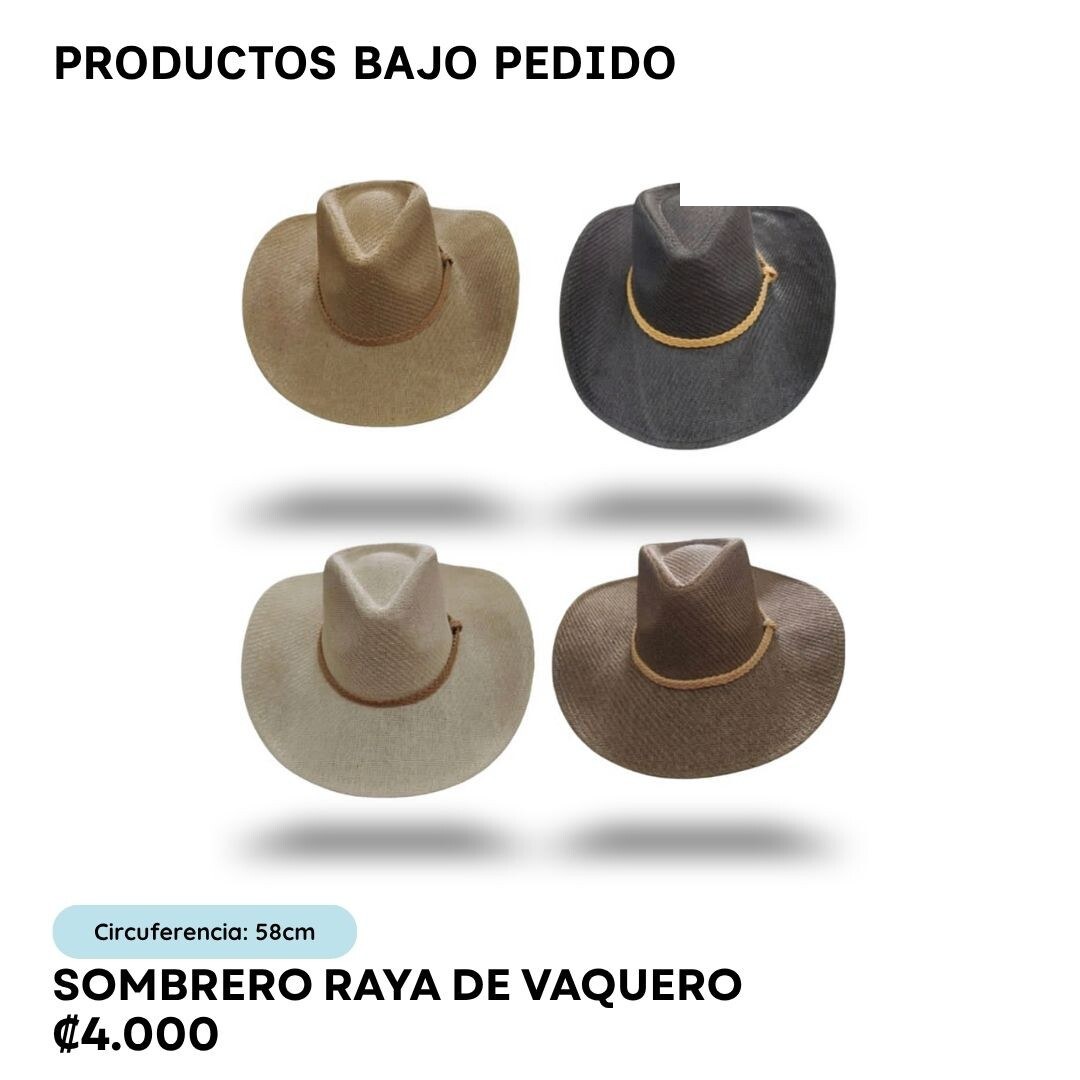 PRODUCTOS BAJO PEDIDO
Circuferencia: 58cm
SOMBRERO RAYA DE VAQUERO
₡4.000